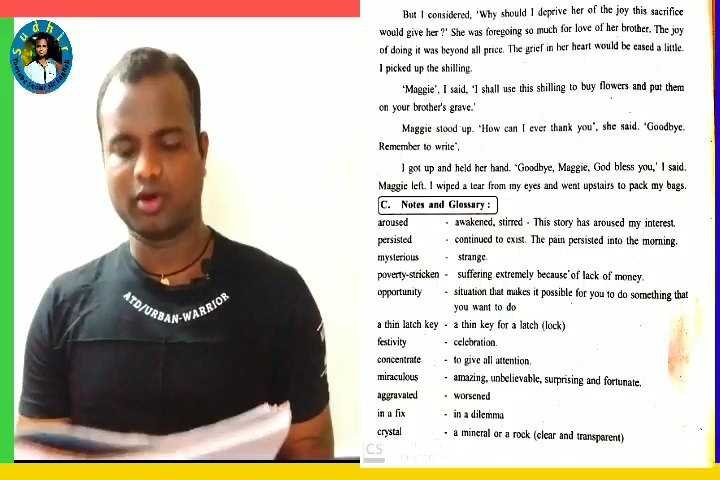 Sudhir
ATD/URBAN-WARRIOR
But I considered, 'Why should I deprive her of the joy this sacrifice
would give her ?' She was foregoing so much for love of her brother. The joy
of doing it was beyond all price. The grief in her heart would be eased a little.
I picked up the shilling.
'Maggie', I said, 'I shall use this shilling to buy flowers and put them
on your brother's grave.'
Maggie stood up. 'How can I ever thank you', she said. 'Goodbye.
Remember to write'.
I got up and held her hand. 'Goodbye, Maggie, God bless you,' I said.
Maggie left. I wiped a tear from my eyes and went upstairs to pack my bags.
C. Notes and Glossary :
aroused - awakened, stirred - This story has aroused my interest.
persisted - continued to exist. The pain persisted into the morning.
mysterious - strange.
poverty-stricken - suffering extremely because of lack of money.
opportunity - situation that makes it possible for you to do something that
you want to do
a thin latch key - a thin key for a latch (lock)
festivity - celebration.
concentrate - to give all attention.
miraculous - amazing, unbelievable, surprising and fortunate.
aggravated - worsened
in a fix - in a dilemma
crystal - a mineral or a rock (clear and transparent)
CS